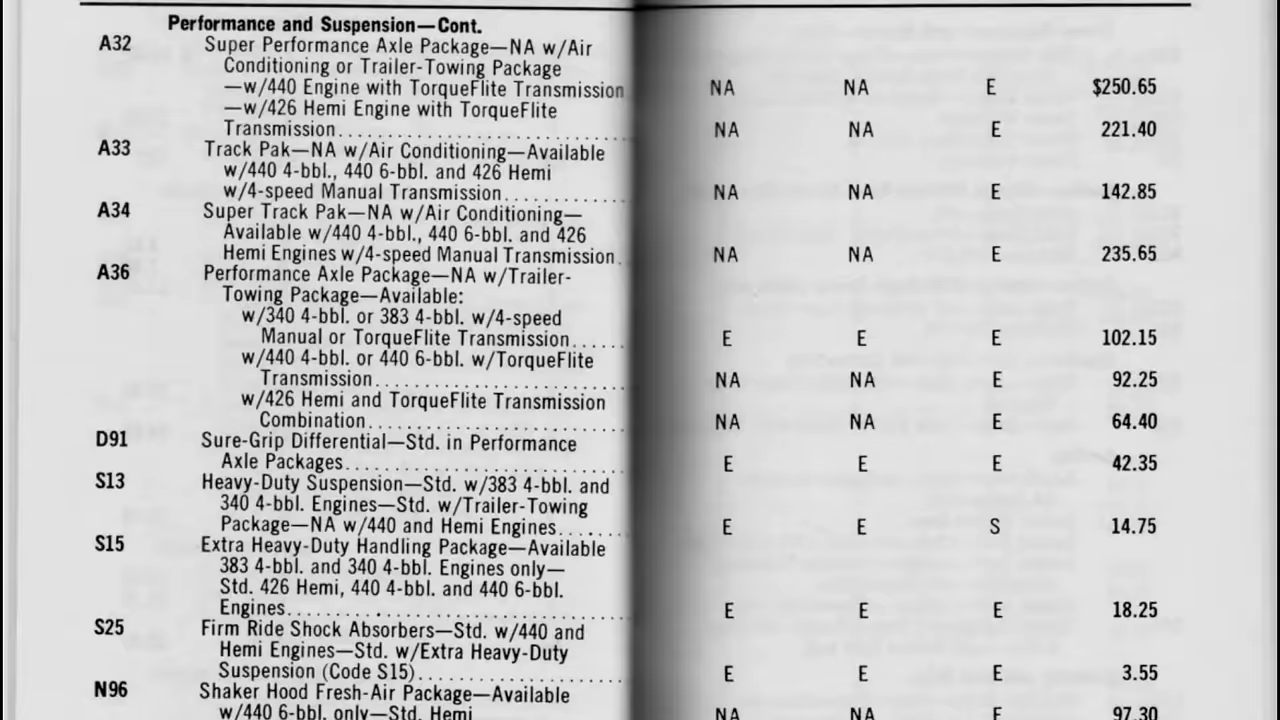 Performance and Suspension—Cont.
A32 Super Performance Axle Package—NA w/Air
Conditioning or Trailer-Towing Package
—w/440 Engine with TorqueFlite Transmission NA NA E $250.65
—w/426 Hemi Engine with TorqueFlite
Transmission NA NA E 221.40
A33 Track Pak—NA w/Air Conditioning—Available
w/440 4-bbl., 440 6-bbl. and 426 Hemi
w/4-speed Manual Transmission NA NA E 142.85
A34 Super Track Pak—NA w/Air Conditioning—
Available w/440 4-bbl., 440 6-bbl. and 426
Hemi Engines w/4-speed Manual Transmission NA NA E 235.65
A36 Performance Axle Package—NA w/Trailer-
Towing Package—Available:
w/340 4-bbl. or 383 4-bbl. w/4-speed
Manual or TorqueFlite Transmission E E E 102.15
w/440 4-bbl. or 440 6-bbl. w/TorqueFlite
Transmission NA NA E 92.25
w/426 Hemi and TorqueFlite Transmission
Combination NA NA E 64.40
D91 Sure-Grip Differential—Std. in Performance
Axle Packages E E E 42.35
S13 Heavy-Duty Suspension—Std. w/383 4-bbl. and
340 4-bbl. Engines—Std. w/Trailer-Towing
Package—NA w/440 and Hemi Engines E E S 14.75
S15 Extra Heavy-Duty Handling Package—Available
383 4-bbl. and 340 4-bbl. Engines only—
Std. 426 Hemi, 440 4-bbl. and 440 6-bbl.
Engines E E E 18.25
S25 Firm Ride Shock Absorbers—Std. w/440 and
Hemi Engines—Std. w/Extra Heavy-Duty
Suspension (Code S15) E E E 3.55
N96 Shaker Hood Fresh-Air Package—Available
w/440 6-bbl. only—Std. Hemi NA NA E 97.30